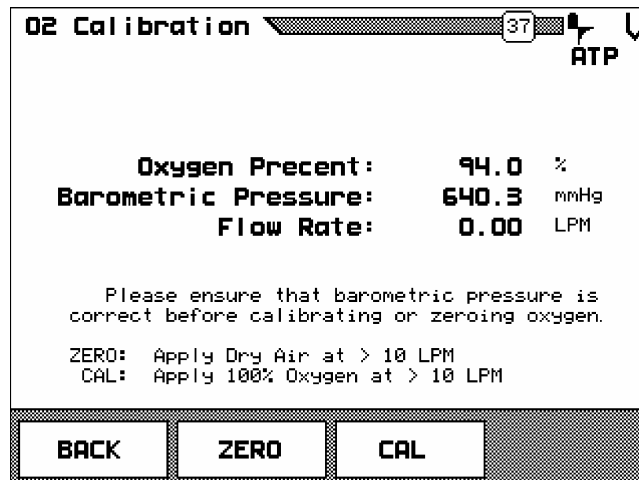 O2 Calibration
37
ATP
Oxygen Precent: 94.0 %
Barometric Pressure: 640.3 mmHg
Flow Rate: 0.00 LPM
Please ensure that barometric pressure is
correct before calibrating or zeroing oxygen.
ZERO: Apply Dry Air at > 10 LPM
CAL: Apply 100% Oxygen at > 10 LPM
BACK ZERO CAL